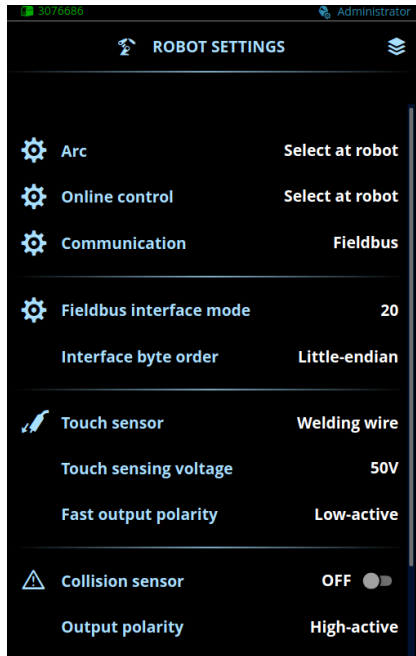 3076686 Administrator
ROBOT SETTINGS
Arc Select at robot
Online control Select at robot
Communication Fieldbus
Fieldbus interface mode 20
Interface byte order Little-endian
Touch sensor Welding wire
Touch sensing voltage 50V
Fast output polarity Low-active
Collision sensor OFF
Output polarity High-active